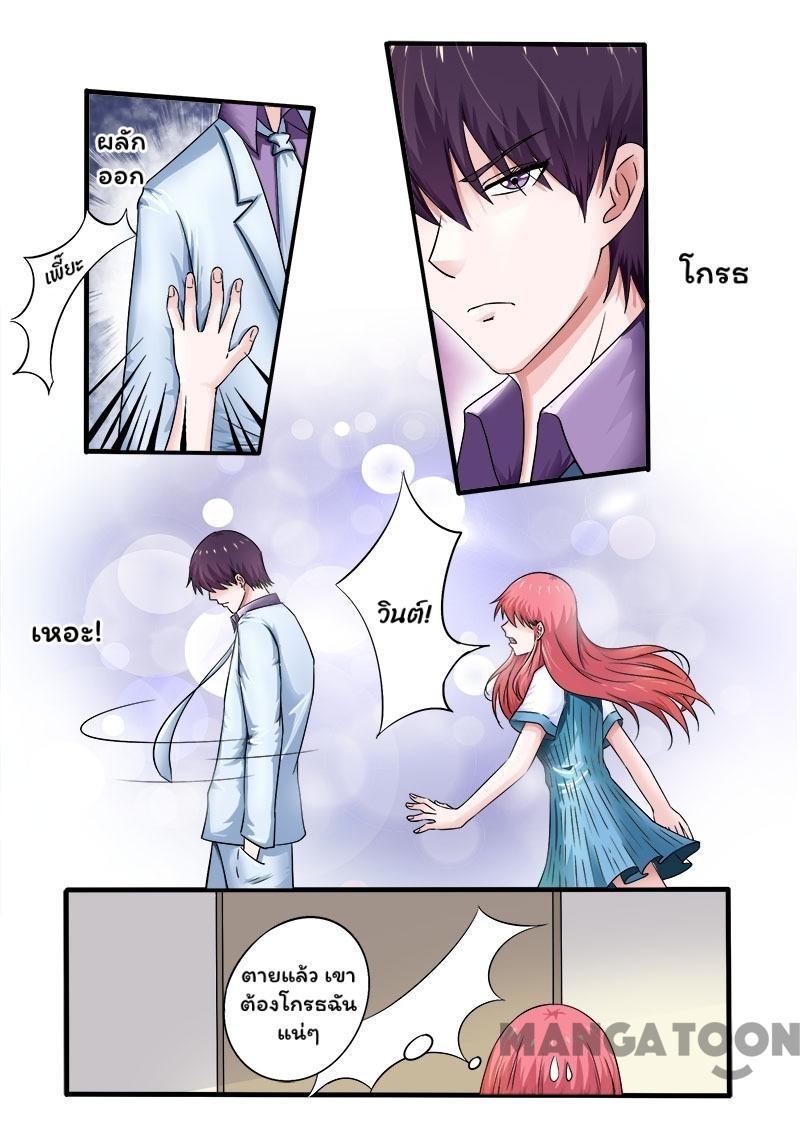 ผลัก
ออก
เพี๊ยะ
โกรธ
วินต์!
เหอะ!
ตายแล้ว เขา
ต้องโกรธฉัน
แน่ๆ
MANGATOON